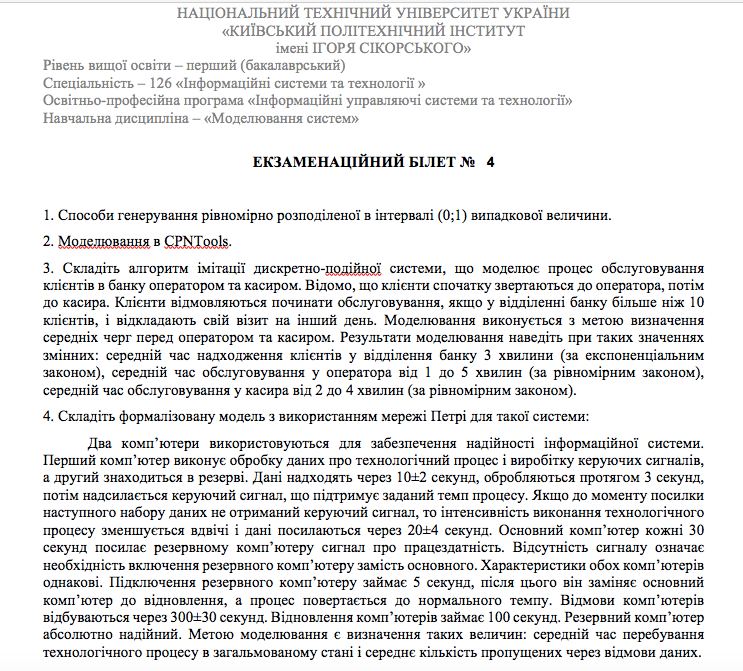 НАЦІОНАЛЬНИЙ ТЕХНІЧНИЙ УНІВЕРСИТЕТ УКРАЇНИ
«КИЇВСЬКИЙ ПОЛІТЕХНІЧНИЙ ІНСТИТУТ
імені ІГОРЯ СІКОРСЬКОГО»
Рівень вищої освіти – перший (бакалаврський)
Спеціальність – 126 «Інформаційні системи та технології »
Освітньо-професійна програма «Інформаційні управляючі системи та технології»
Навчальна дисципліна – «Моделювання систем»
ЕКЗАМЕНАЦІЙНИЙ БІЛЕТ № 4
1. Способи генерування рівномірно розподіленої в інтервалі (0;1) випадкової величини.
2. Моделювання в CPNTools.
3. Складіть алгоритм імітації дискретно-подійної системи, що моделює процес обслуговування
клієнтів в банку оператором та касиром. Відомо, що клієнти спочатку звертаються до оператора, потім
до касира. Клієнти відмовляються починати обслуговування, якщо у відділенні банку більше ніж 10
клієнтів, і відкладають свій візит на інший день. Моделювання виконується з метою визначення
середніх черг перед оператором та касиром. Результати моделювання наведіть при таких значеннях
змінних: середній час надходження клієнтів у відділення банку 3 хвилини (за експоненціальним
законом), середній час обслуговування у оператора від 1 до 5 хвилин (за рівномірним законом),
середній час обслуговування у касира від 2 до 4 хвилин (за рівномірним законом).
4. Складіть формалізовану модель з використанням мережі Петрі для такої системи:
Два комп’ютери використовуються для забезпечення надійності інформаційної системи.
Перший комп’ютер виконує обробку даних про технологічний процес і виробітку керуючих сигналів,
а другий знаходиться в резерві. Дані надходять через 10±2 секунд, обробляються протягом 3 секунд,
потім надсилається керуючий сигнал, що підтримує заданий темп процесу. Якщо до моменту посилки
наступного набору даних не отриманий керуючий сигнал, то інтенсивність виконання технологічного
процесу зменшується вдвічі і дані посилаються через 20±4 секунд. Основний комп’ютер кожні 30
секунд посилає резервному комп’ютеру сигнал про працездатність. Відсутність сигналу означає
необхідність включення резервного комп’ютеру замість основного. Характеристики обох комп’ютерів
однакові. Підключення резервного комп’ютеру займає 5 секунд, після цього він заміняє основний
комп’ютер до відновлення, а процес повертається до нормального темпу. Відмови комп’ютерів
відбуваються через 300±30 секунд. Відновлення комп’ютерів займає 100 секунд. Резервний комп’ютер
абсолютно надійний. Метою моделювання є визначення таких величин: середній час перебування
технологічного процесу в загальмованому стані і середнє кількість пропущених через відмови даних.